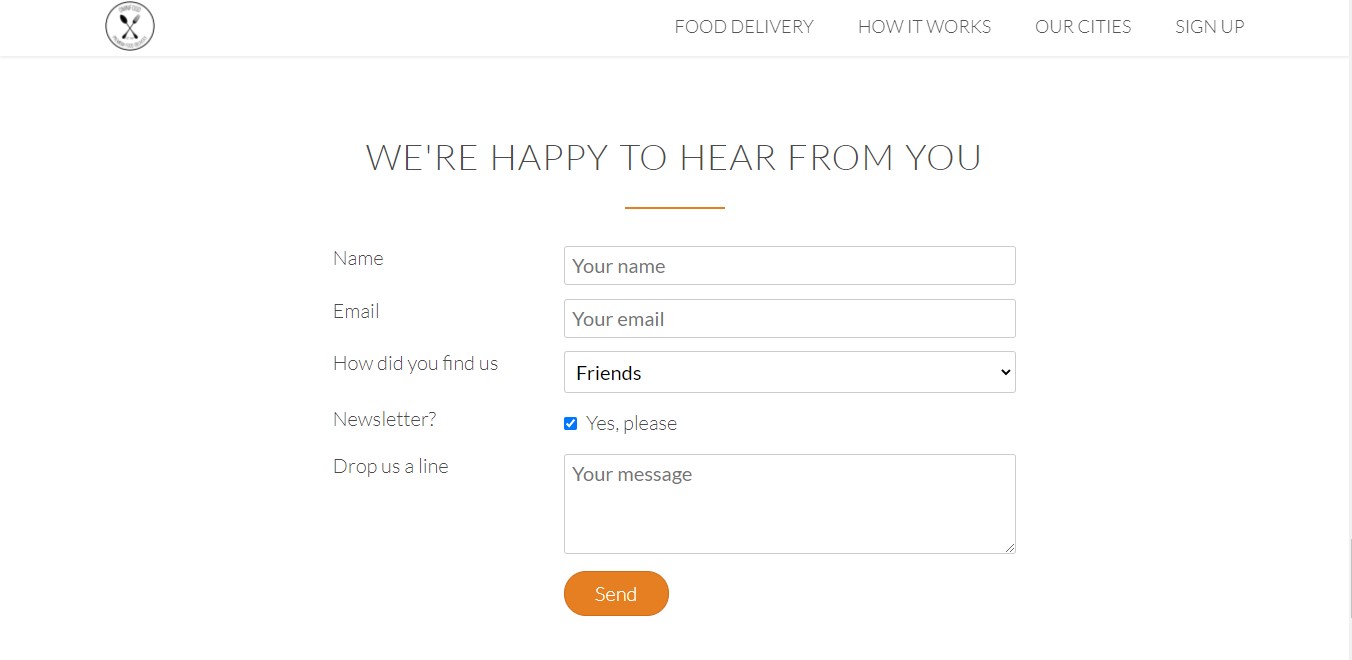 FOOD DELIVERY HOW IT WORKS OUR CITIES SIGN UP
WE'RE HAPPY TO HEAR FROM YOU
Name
Your name
Email
Your email
How did you find us
Friends
Newsletter?
Yes, please
Drop us a line
Your message
Send